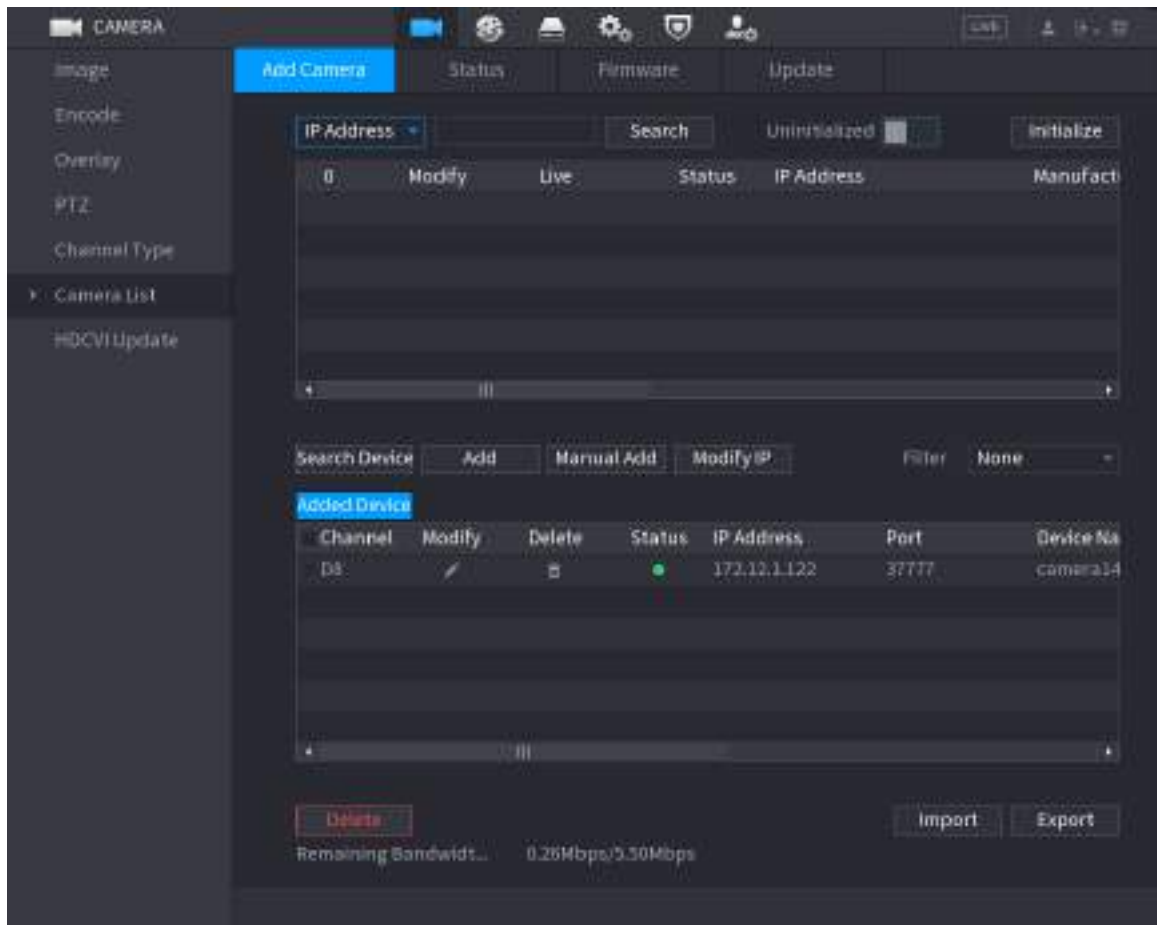 CAMERA
LIVE
Image
Add Camera Status Firmware Update
Encode
IP Address Search Uninitialized Initialize
Overlay
0 Modify Live Status IP Address Manufact
PTZ
Channel Type
Camera List
HDCVI Update
Search Device Add Manual Add Modify IP Filter None
Added Device
Channel Modify Delete Status IP Address Port Device Na
D8 172.12.1.122 37777 camera14
Delete Import Export
Remaining Bandwidt... 0.26Mbps/5.50Mbps